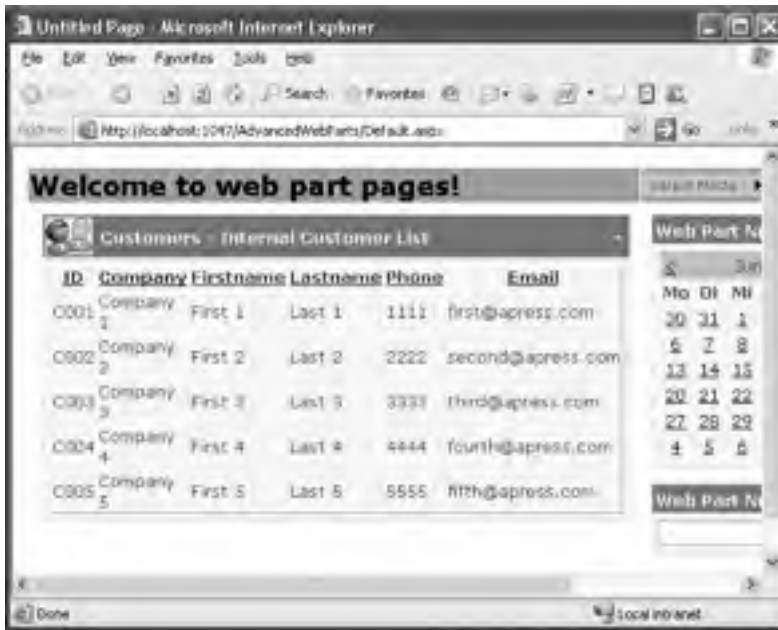 Untitled Page - Microsoft Internet Explorer
File Edit View Favorites Tools Help
Search Favorites
Address http://localhost:1047/AdvancedWebParts/Default.aspx Go Links
Welcome to web part pages!
Customers - Internal Customer List
Web Part N
ID Company Firstname Lastname Phone Email
C001 Company 1 First 1 Last 1 1111 first@apress.com
C002 Company 2 First 2 Last 2 2222 second@apress.com
C003 Company 3 First 3 Last 3 3333 third@apress.com
C004 Company 4 First 4 Last 4 4444 fourth@apress.com
C005 Company 5 First 5 Last 5 5555 fifth@apress.com
< Jun
Mo Di Mi
30 31 1
6 7 8
13 14 15
20 21 22
27 28 29
4 5 6
Web Part N
Done Local intranet